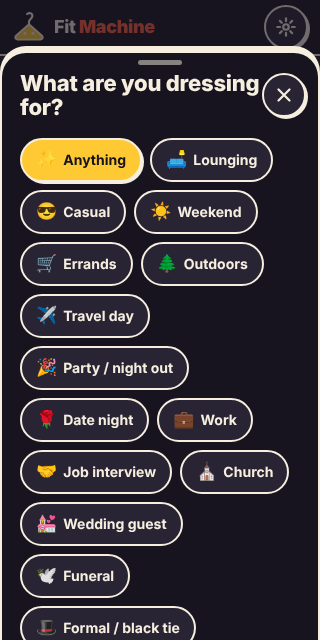 Fit Machine
What are you dressing
for?
Anything
Lounging
Casual
Weekend
Errands
Outdoors
Travel day
Party / night out
Date night
Work
Job interview
Church
Wedding guest
Funeral
Formal / black tie